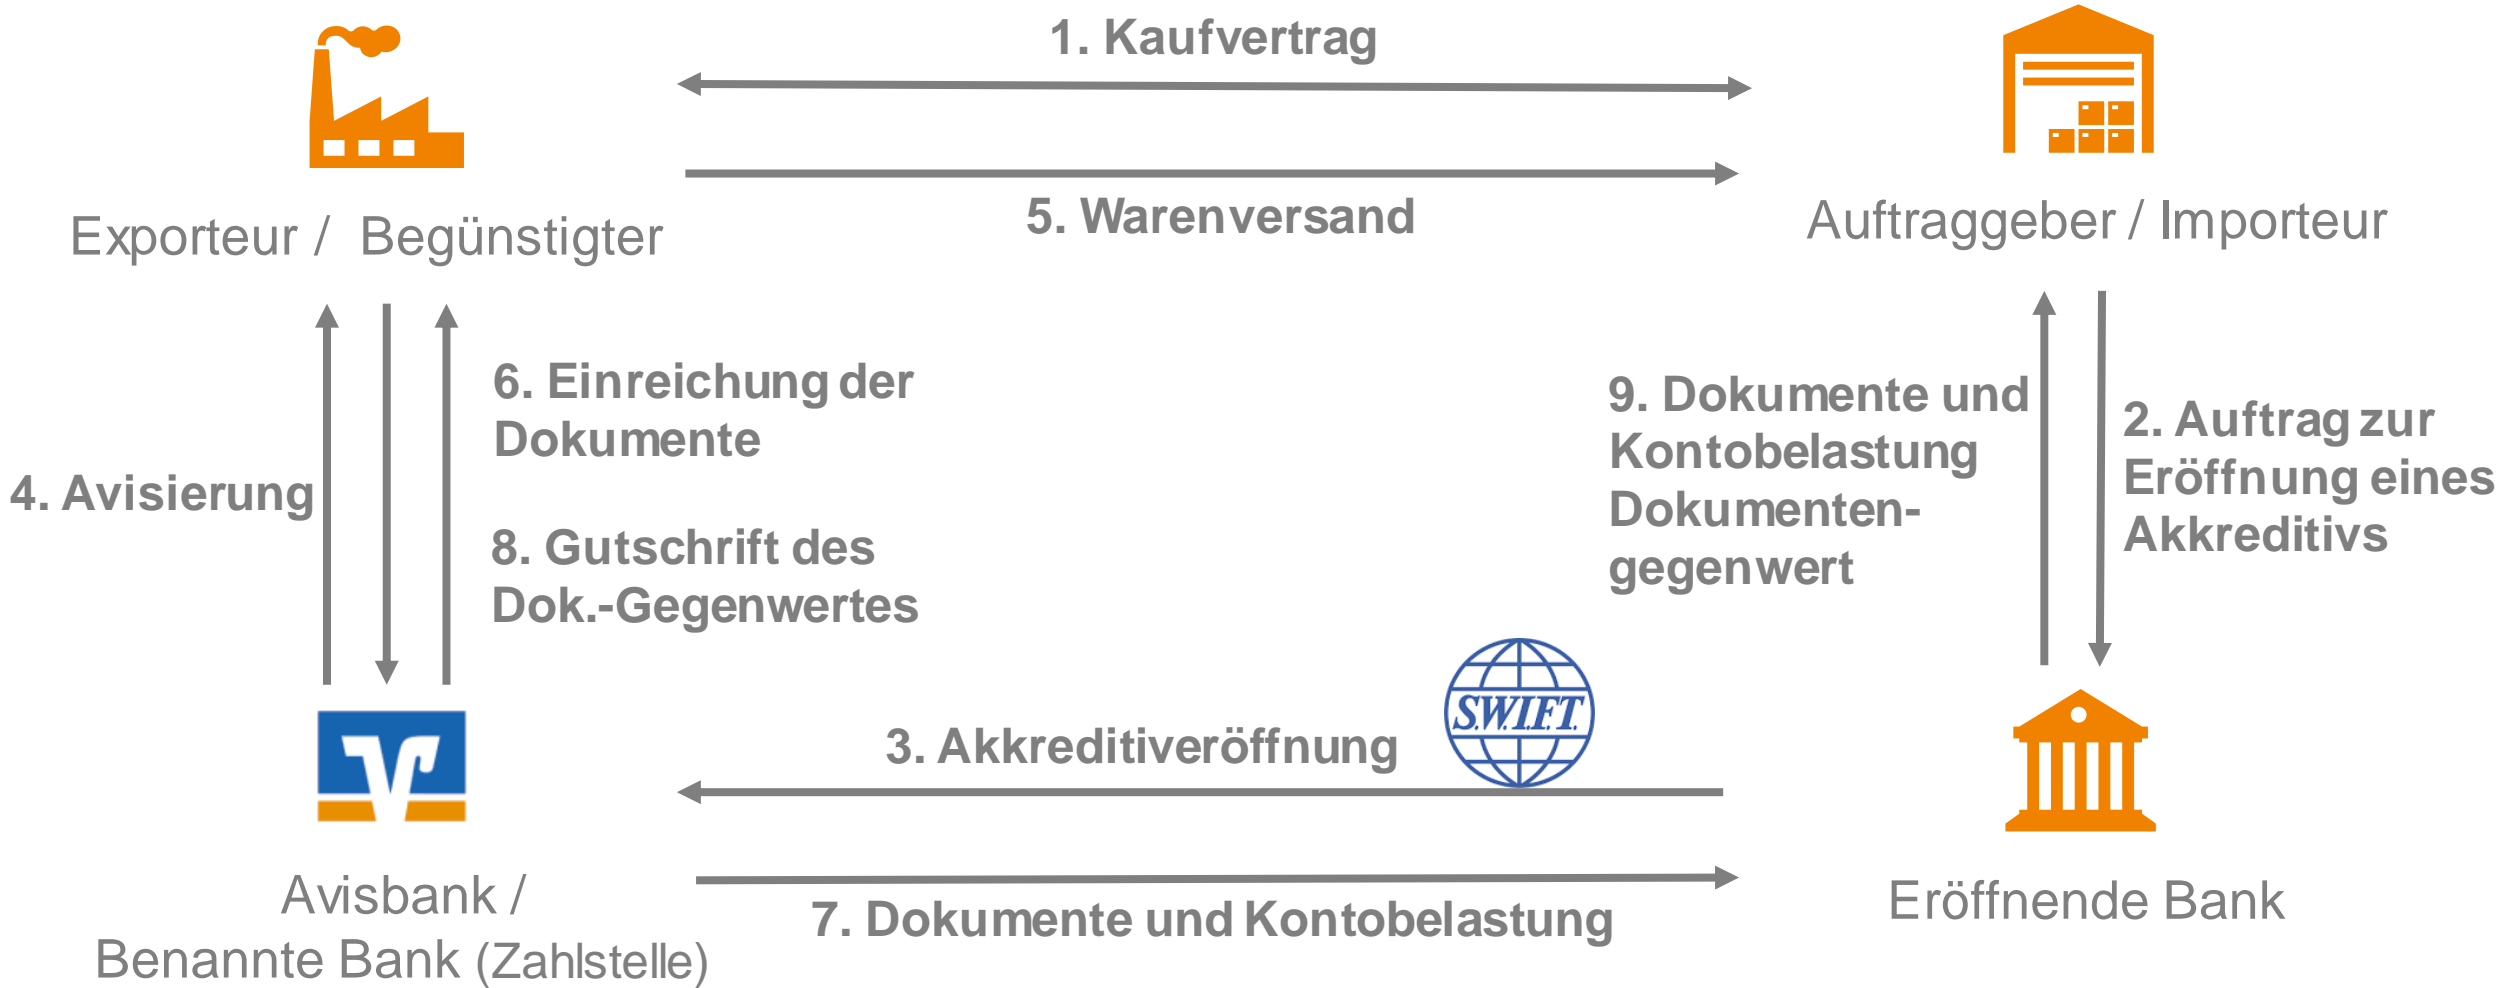 1. Kaufvertrag
5. Warenversand
Exporteur / Begünstigter
Auftraggeber / Importeur
4. Avisierung
6. Einreichung der
Dokumente
8. Gutschrift des
Dok.-Gegenwertes
9. Dokumente und
Kontobelastung
Dokumenten-
gegenwert
2. Auftrag zur
Eröffnung eines
Akkreditivs
3. Akkreditiveröffnung
S.W.I.F.T.
7. Dokumente und Kontobelastung
Avisbank /
Benannte Bank (Zahlstelle)
Eröffnende Bank